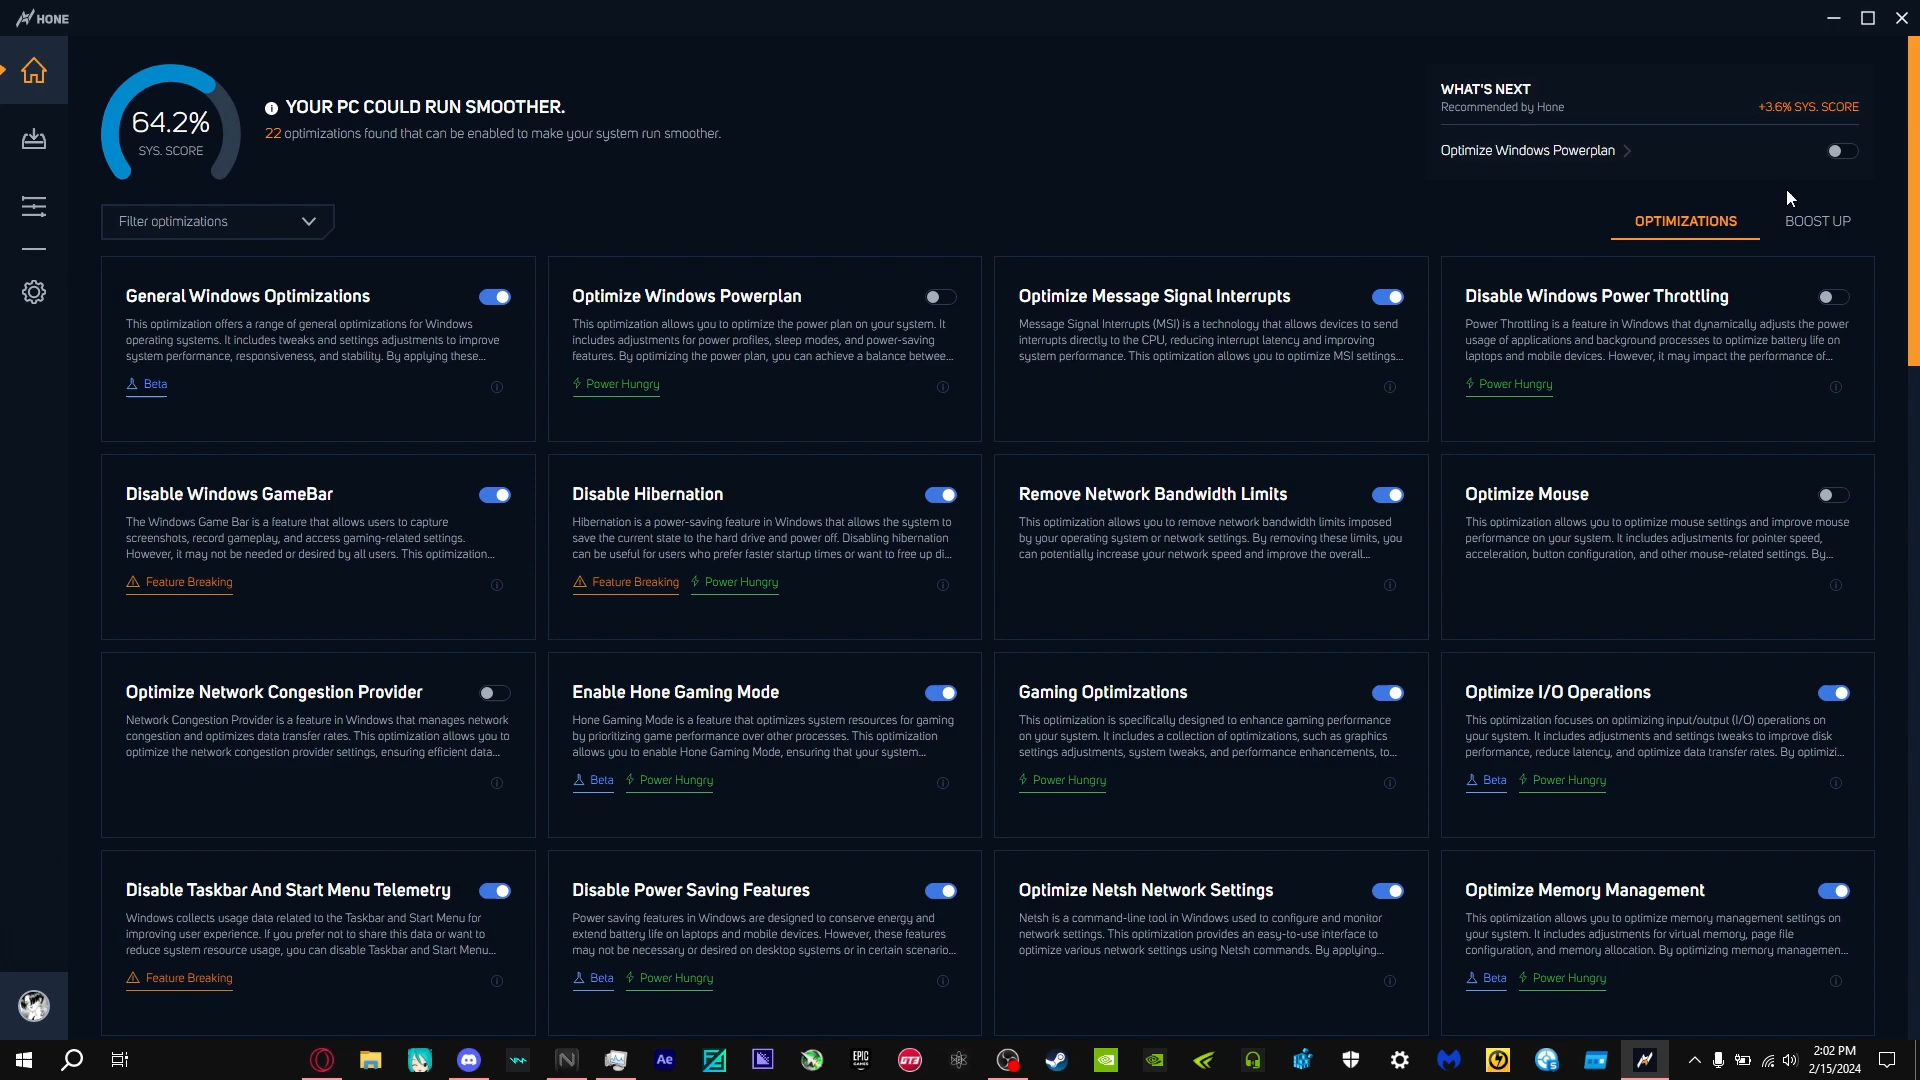 HONE
64.2%
SYS. SCORE
YOUR PC COULD RUN SMOOTHER.
22 optimizations found that can be enabled to make your system run smoother.
WHAT'S NEXT
Recommended by Hone
+3.6% SYS. SCORE
Optimize Windows Powerplan
Filter optimizations
OPTIMIZATIONS
BOOST UP
General Windows Optimizations
This optimization offers a range of general optimizations for Windows
operating systems. It includes tweaks and settings adjustments to improve
system performance, responsiveness, and stability. By applying these...
Beta
Optimize Windows Powerplan
This optimization allows you to optimize the power plan on your system. It
includes adjustments for power profiles, sleep modes, and power-saving
features. By optimizing the power plan, you can achieve a balance betwee...
Power Hungry
Optimize Message Signal Interrupts
Message Signal Interrupts (MSI) is a technology that allows devices to send
interrupts directly to the CPU, reducing interrupt latency and improving
system performance. This optimization allows you to optimize MSI settings...
Disable Windows Power Throttling
Power Throttling is a feature in Windows that dynamically adjusts the power
usage of applications and background processes to optimize battery life on
laptops and mobile devices. However, it may impact the performance of...
Power Hungry
Disable Windows GameBar
The Windows Game Bar is a feature that allows users to capture
screenshots, record gameplay, and access gaming-related settings.
However, it may not be needed or desired by all users. This optimization...
Feature Breaking
Disable Hibernation
Hibernation is a power-saving feature in Windows that allows the system to
save the current state to the hard drive and power off. Disabling hibernation
can be useful for users who prefer faster startup times or want to free up di...
Feature Breaking Power Hungry
Remove Network Bandwidth Limits
This optimization allows you to remove network bandwidth limits imposed
by your operating system or network settings. By removing these limits, you
can potentially increase your network speed and improve the overall...
Optimize Mouse
This optimization allows you to optimize mouse settings and improve mouse
performance on your system. It includes adjustments for pointer speed,
acceleration, button configuration, and other mouse-related settings. By...
Optimize Network Congestion Provider
Network Congestion Provider is a feature in Windows that manages network
congestion and optimizes data transfer rates. This optimization allows you to
optimize the network congestion provider settings, ensuring efficient data...
Enable Hone Gaming Mode
Hone Gaming Mode is a feature that optimizes system resources for gaming
by prioritizing game performance over other processes. This optimization
allows you to enable Hone Gaming Mode, ensuring that your system...
Beta Power Hungry
Gaming Optimizations
This optimization is specifically designed to enhance gaming performance
on your system. It includes a collection of optimizations, such as graphics
settings adjustments, system tweaks, and performance enhancements, to...
Power Hungry
Optimize I/O Operations
This optimization focuses on optimizing input/output (I/O) operations on
your system. It includes adjustments and settings tweaks to improve disk
performance, reduce latency, and optimize data transfer rates. By optimizi...
Beta Power Hungry
Disable Taskbar And Start Menu Telemetry
Windows collects usage data related to the Taskbar and Start Menu for
improving user experience. If you prefer not to share this data or want to
reduce system resource usage, you can disable Taskbar and Start Menu...
Feature Breaking
Disable Power Saving Features
Power saving features in Windows are designed to conserve energy and
extend battery life on laptops and mobile devices. However, these features
may not be necessary or desired on desktop systems or in certain scenario...
Beta Power Hungry
Optimize Netsh Network Settings
Netsh is a command-line tool in Windows used to configure and monitor
network settings. This optimization provides an easy-to-use interface to
optimize various network settings using Netsh commands. By applying...
Optimize Memory Management
This optimization allows you to optimize memory management settings on
your system. It includes adjustments for virtual memory, page file
configuration, and memory allocation. By optimizing memory managemen...
Beta Power Hungry
Ae
EPIC
GAMES
GT3
2:02 PM
2/15/2024